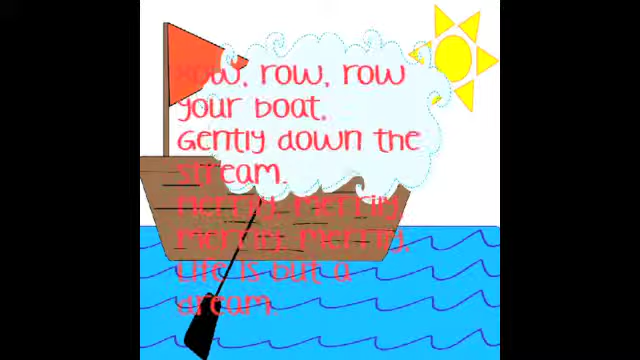 Row, row, row
your boat,
Gently down the
stream.
Merrily, merrily,
merrily, merrily,
Life is but a
dream.